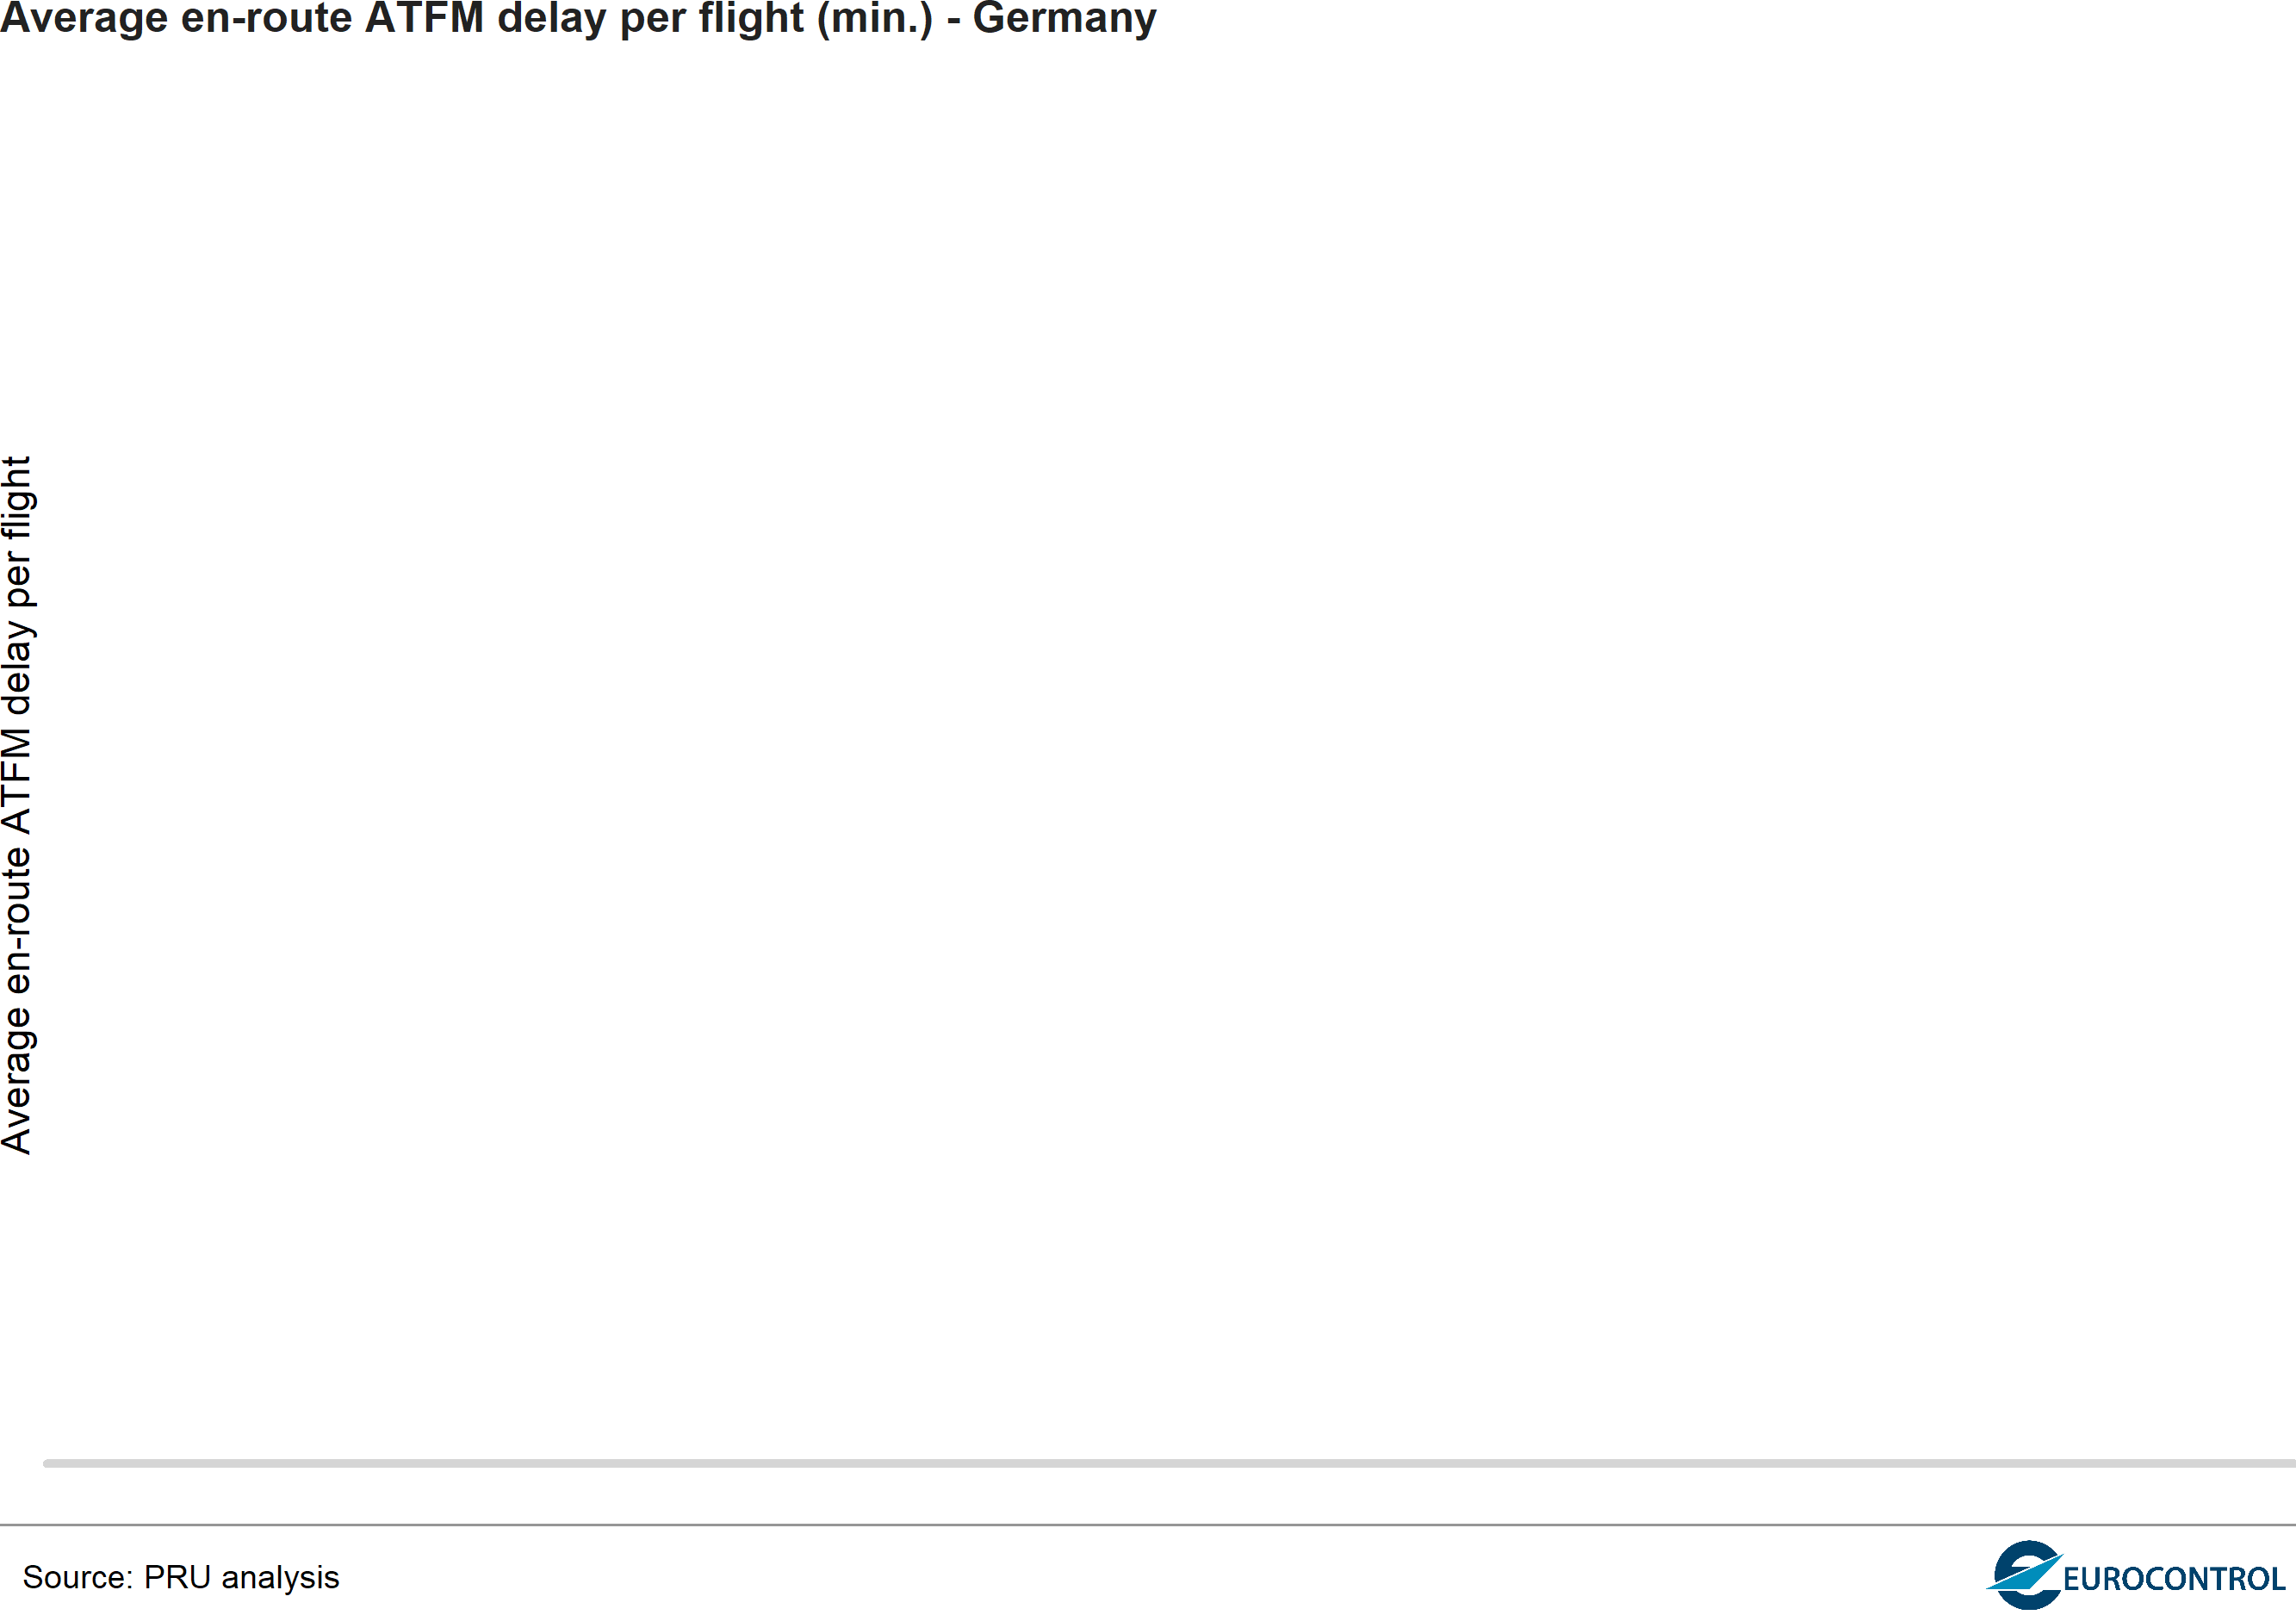 Average en-route ATFM delay per flight (min.) - Germany
Average en-route ATFM delay per flight
Source: PRU analysis
EUROCONTROL